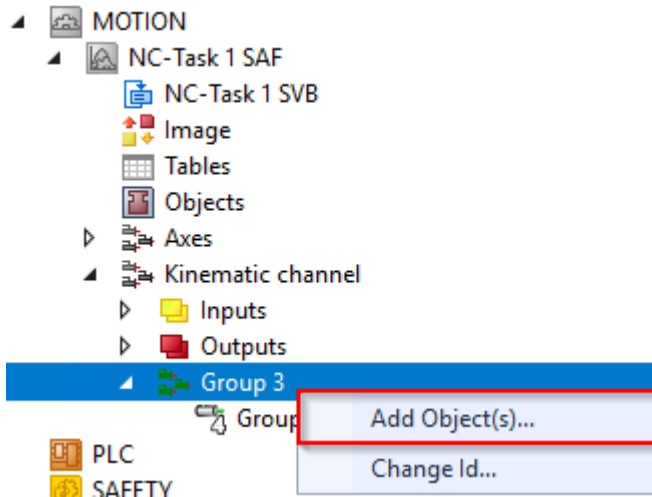 MOTION
NC-Task 1 SAF
NC-Task 1 SVB
Image
Tables
Objects
Axes
Kinematic channel
Inputs
Outputs
Group 3
Group
Add Object(s)...
PLC
Change Id...
SAFETY